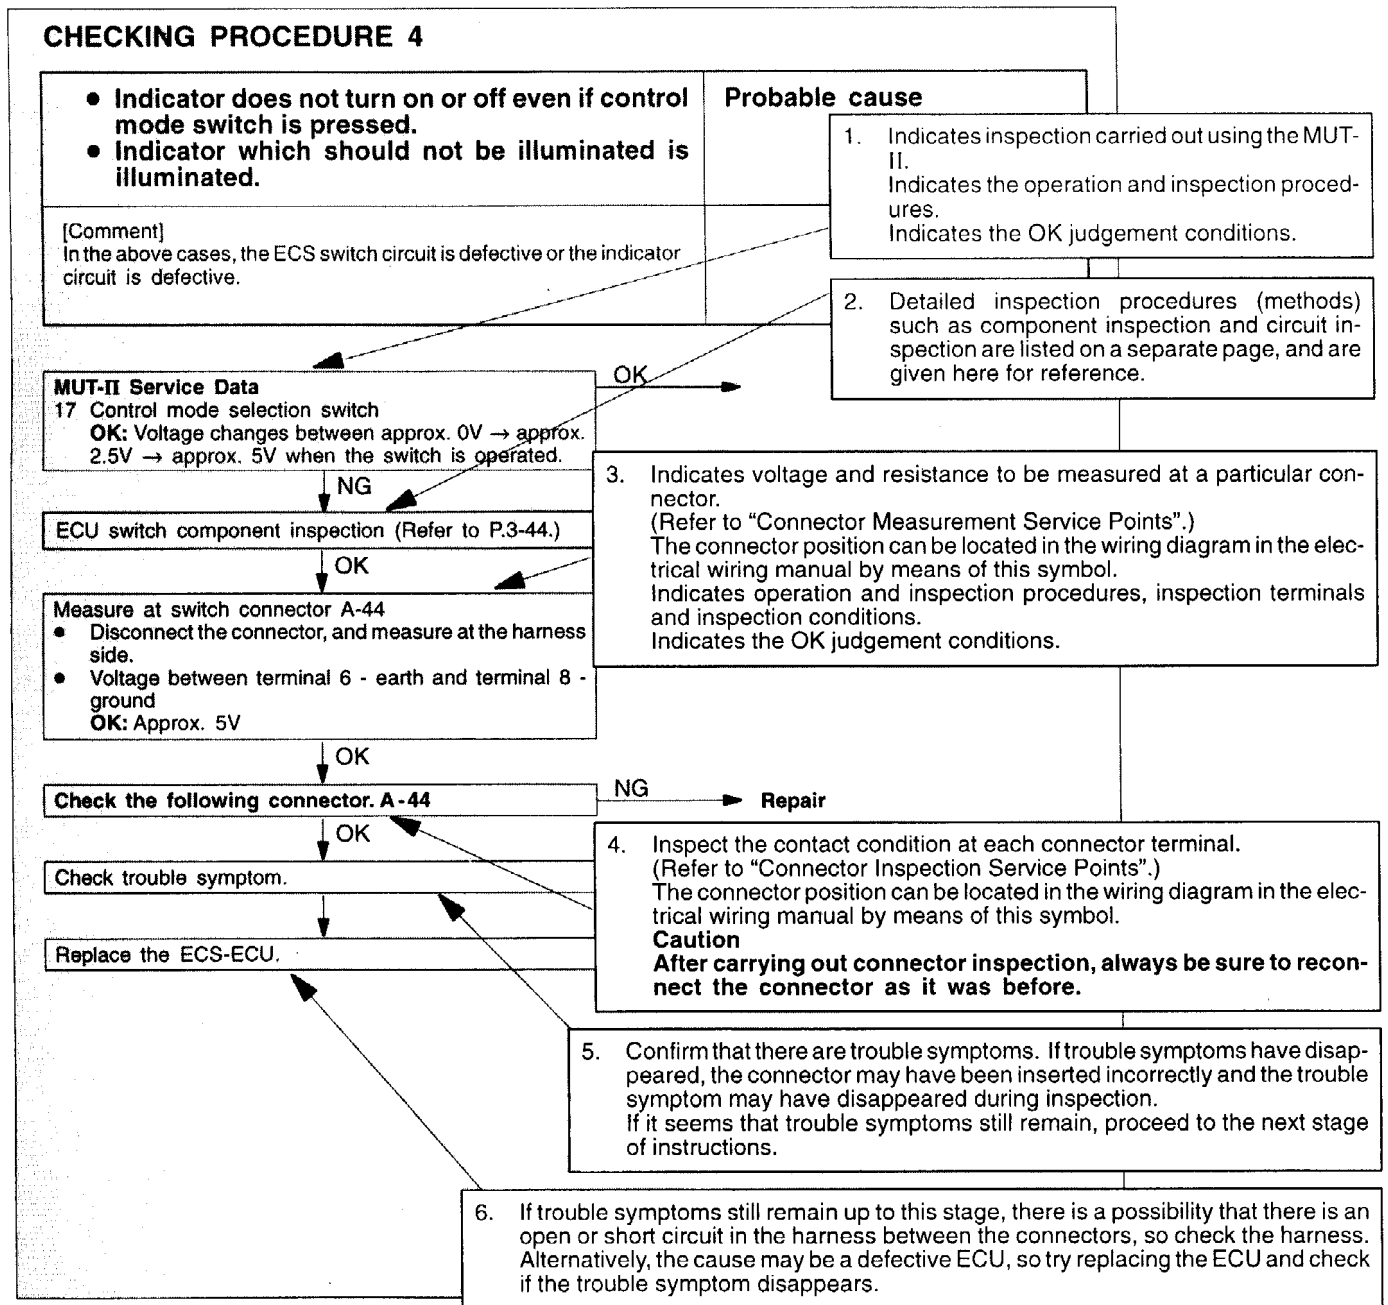 CHECKING PROCEDURE 4
● Indicator does not turn on or off even if control
mode switch is pressed.
● Indicator which should not be illuminated is
illuminated.
Probable cause
[Comment]
In the above cases, the ECS switch circuit is defective or the indicator
circuit is defective.
1. Indicates inspection carried out using the MUT-
II.
Indicates the operation and inspection proced-
ures.
Indicates the OK judgement conditions.
2. Detailed inspection procedures (methods)
such as component inspection and circuit in-
spection are listed on a separate page, and are
given here for reference.
MUT-II Service Data
17 Control mode selection switch
OK: Voltage changes between approx. 0V → approx.
2.5V → approx. 5V when the switch is operated.
OK
NG
ECU switch component inspection (Refer to P.3-44.)
OK
3. Indicates voltage and resistance to be measured at a particular con-
nector.
(Refer to “Connector Measurement Service Points”.)
The connector position can be located in the wiring diagram in the elec-
trical wiring manual by means of this symbol.
Indicates operation and inspection procedures, inspection terminals
and inspection conditions.
Indicates the OK judgement conditions.
Measure at switch connector A-44
● Disconnect the connector, and measure at the harness
side.
● Voltage between terminal 6 - earth and terminal 8 -
ground
OK: Approx. 5V
OK
Check the following connector. A-44
NG
Repair
OK
4. Inspect the contact condition at each connector terminal.
(Refer to “Connector Inspection Service Points”.)
The connector position can be located in the wiring diagram in the elec-
trical wiring manual by means of this symbol.
Caution
After carrying out connector inspection, always be sure to recon-
nect the connector as it was before.
Check trouble symptom.
Replace the ECS-ECU.
5. Confirm that there are trouble symptoms. If trouble symptoms have disap-
peared, the connector may have been inserted incorrectly and the trouble
symptom may have disappeared during inspection.
If it seems that trouble symptoms still remain, proceed to the next stage
of instructions.
6. If trouble symptoms still remain up to this stage, there is a possibility that there is an
open or short circuit in the harness between the connectors, so check the harness.
Alternatively, the cause may be a defective ECU, so try replacing the ECU and check
if the trouble symptom disappears.